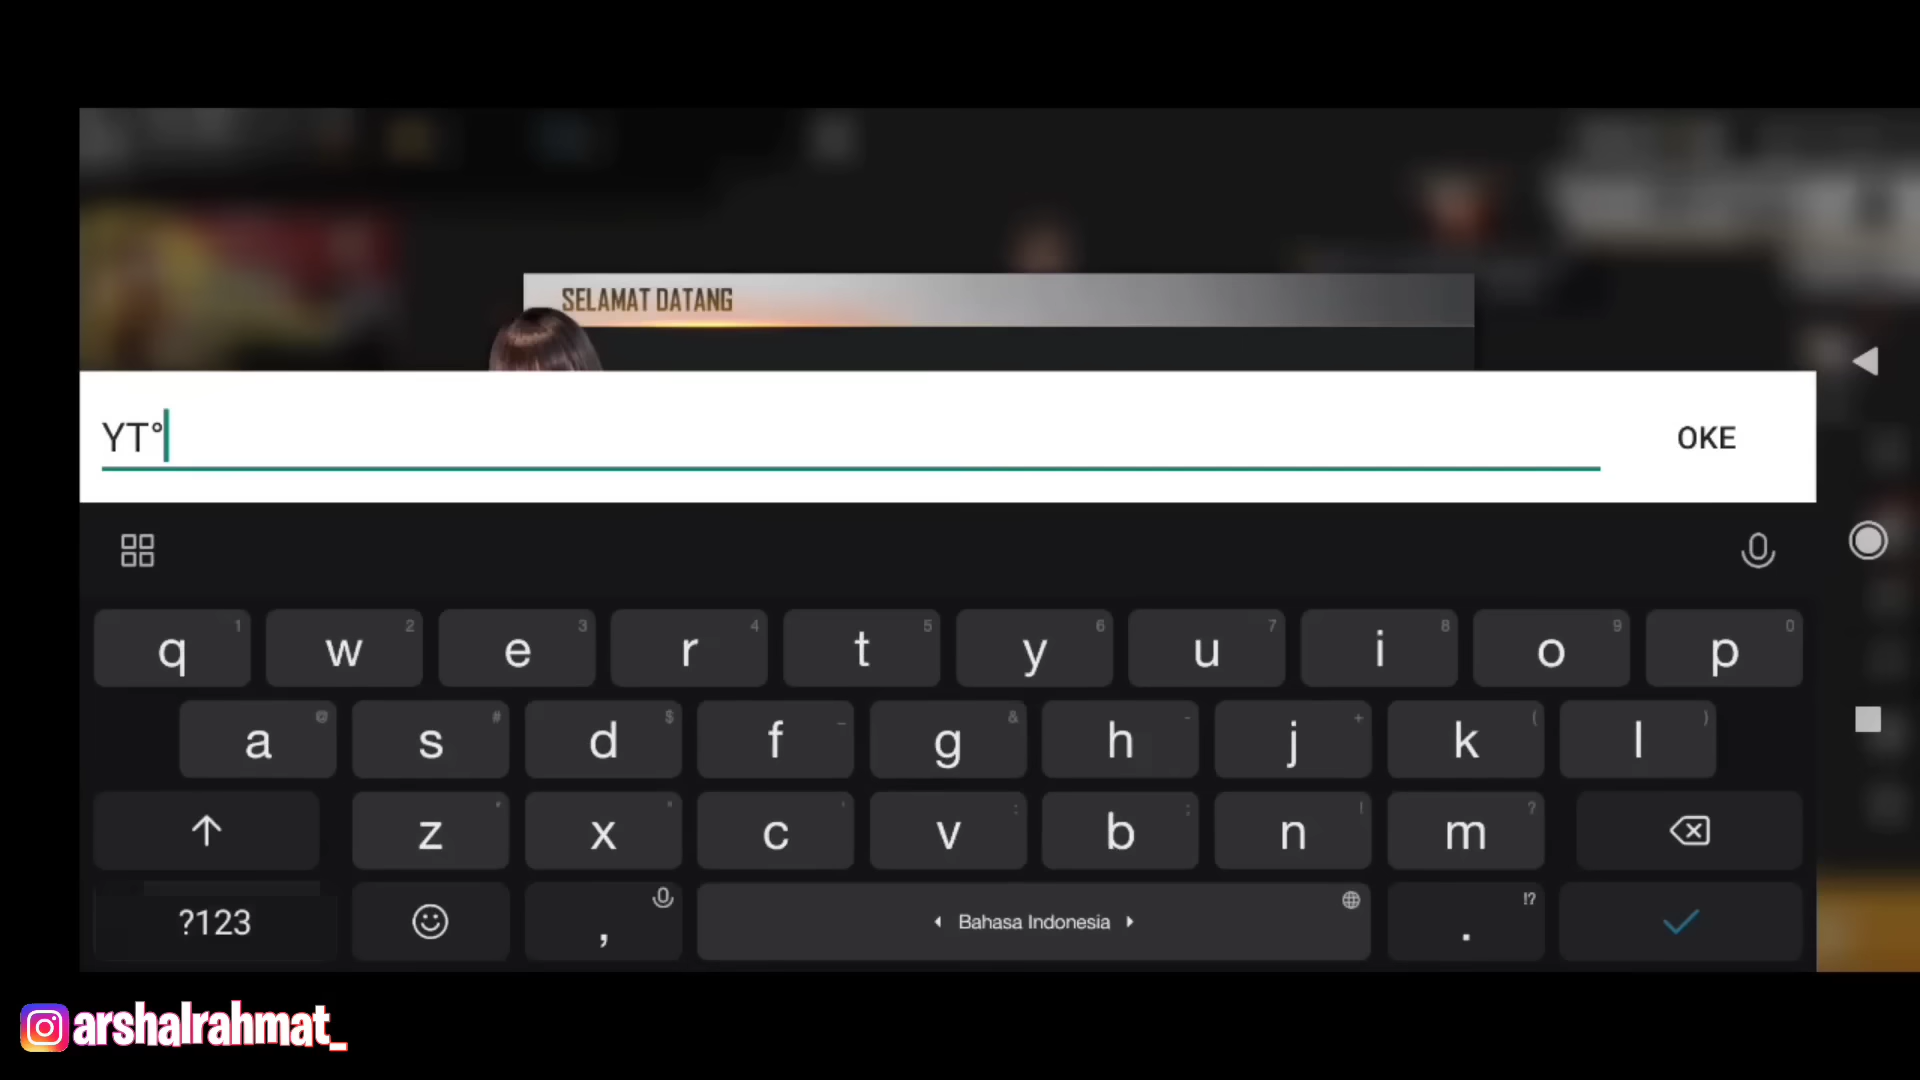 SELAMAT DATANG
YT°
OKE
q 1 w 2 e 3 r 4 t 5 y 6 u 7 i 8 o 9 p 0
a @ s # d $ f _ g & h - j + k ( l )
z x " c ' v : b ; n ! m ?
?123 , Bahasa Indonesia . !?
arshalrahmat_